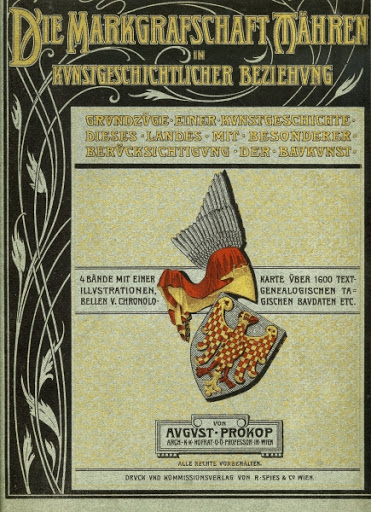 DIE MARKGRAFSCHAFT MÄHREN
IN
KVNSTGESCHICHTLICHER BEZIEHVNG
GRVNDZÜGE · EINER · KVNSTGESCHICHTE ·
DIESES · LANDES · MIT · BESONDERER ·
BERÜCKSICHTIGVNG · DER · BAVKVNST ·
4 BÄNDE MIT EINER KARTE ÜBER 1600 TEXT-
ILLVSTRATIONEN, GENEALOGISCHEN TA=
BELLEN V. CHRONOLO- GISCHEN BAVDATEN ETC.
VON
AVGVST · PROKOP
ARCH · K · K · HOFRAT · O · Ö · PROFESSOR · IN · WIEN
ALLE RECHTE VORBEHALTEN.
DRVCK VND KOMMISSIONSVERLAG VON R · SPIES & Cº WIEN.